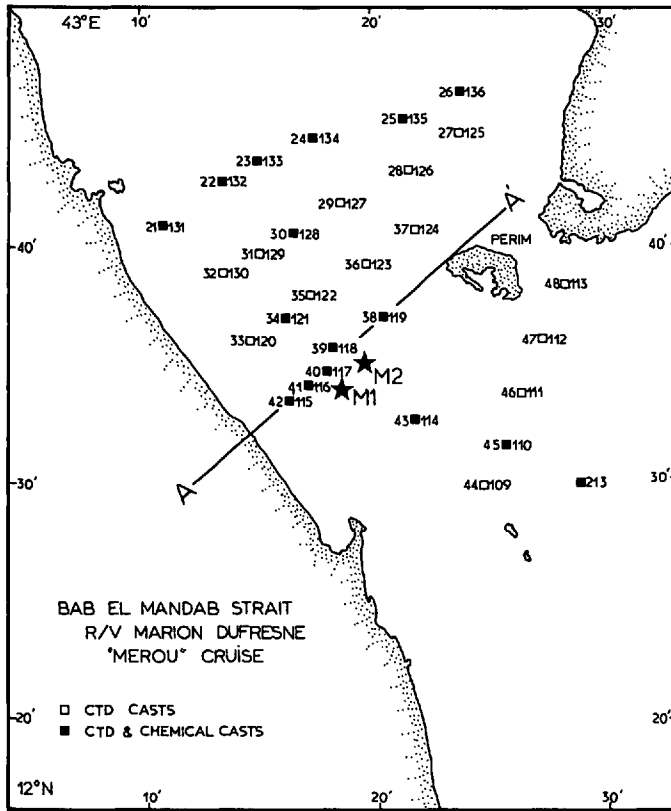 43°E 10' 20' 30'
26■136
25■135
27□125
24■134
23■133
28□126
22■132
29□127
A'
21■131
30■128
37□124
40'
PERIM
40'
31□129
36□123
32□130
48□113
35□122
34■121
38■119
33□120
39■118
47□112
40■117
M2
41■116
M1
46□111
42■115
43■114
45■110
A
30'
44□109
■213
30'
BAB EL MANDAB STRAIT
R/V MARION DUFRESNE
"MEROU" CRUISE
20'
20'
□ CTD CASTS
■ CTD & CHEMICAL CASTS
12°N
10' 20' 30'